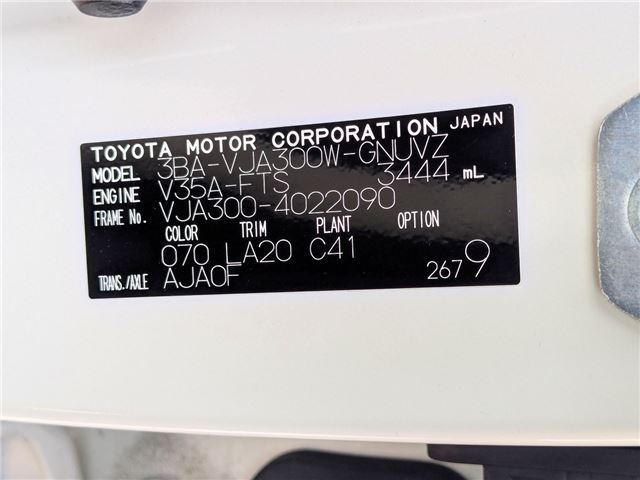 TOYOTA MOTOR CORPORATION JAPAN
MODEL 3BA-VJA300W-GNUVZ
ENGINE V35A-FTS 3444 mL
FRAME No. VJA300-4022090
COLOR TRIM PLANT OPTION
070 LA20 C41
TRANS./AXLE AJA0F 2679